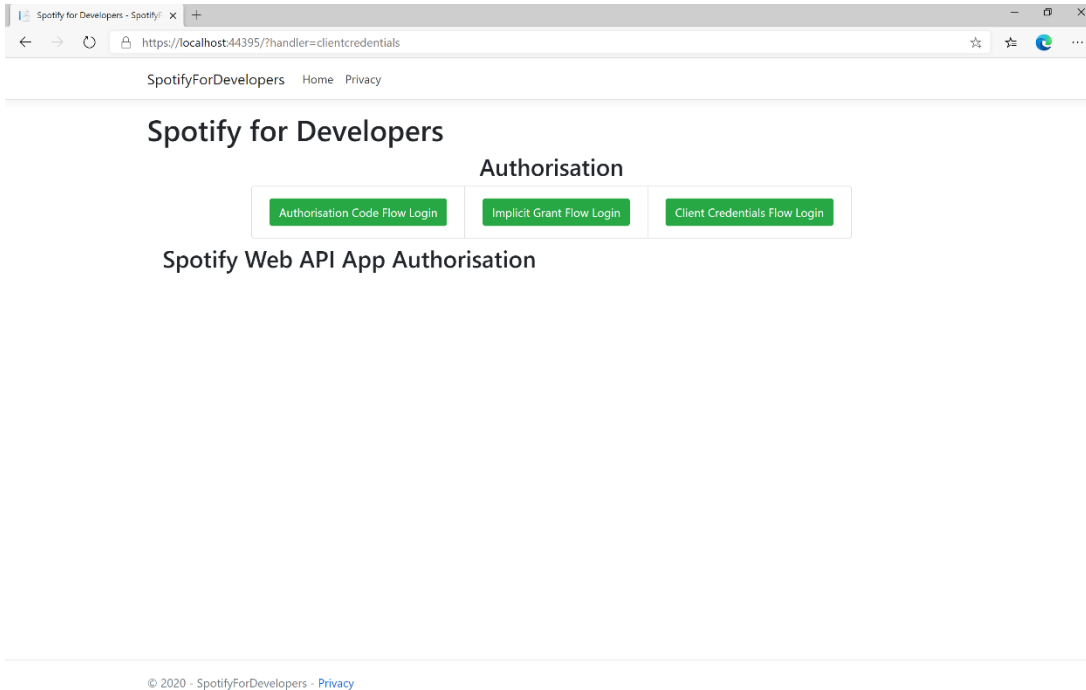 Spotify for Developers - Spotify
https://localhost:44395/?handler=clientcredentials
SpotifyForDevelopers Home Privacy
Spotify for Developers
Authorisation
Authorisation Code Flow Login Implicit Grant Flow Login Client Credentials Flow Login
Spotify Web API App Authorisation
© 2020 - SpotifyForDevelopers - Privacy